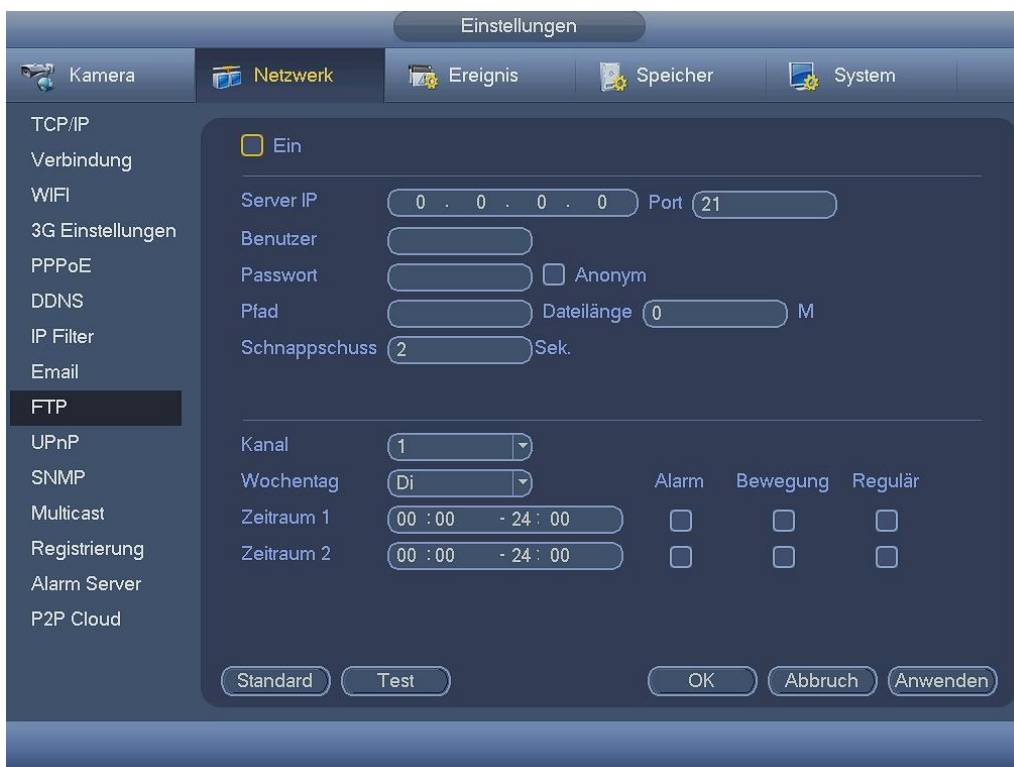 Einstellungen
Kamera Netzwerk Ereignis Speicher System
TCP/IP
Verbindung
WIFI
3G Einstellungen
PPPoE
DDNS
IP Filter
Email
FTP
UPnP
SNMP
Multicast
Registrierung
Alarm Server
P2P Cloud
Ein
Server IP 0 . 0 . 0 . 0 Port 21
Benutzer
Passwort Anonym
Pfad Dateilänge 0 M
Schnappschuss 2 Sek.
Kanal 1
Wochentag Di Alarm Bewegung Regulär
Zeitraum 1 00 : 00 - 24 : 00
Zeitraum 2 00 : 00 - 24 : 00
Standard Test OK Abbruch Anwenden